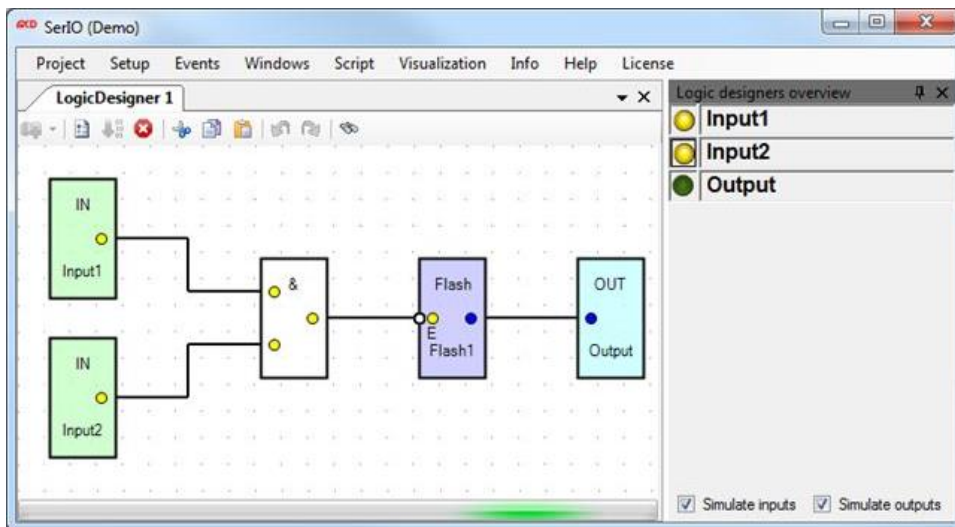 SerIO (Demo)
Project Setup Events Windows Script Visualization Info Help License
LogicDesigner 1
Logic designers overview
Input1
Input2
Output
IN
Input1
&
Flash
E
Flash1
OUT
Output
IN
Input2
Simulate inputs Simulate outputs